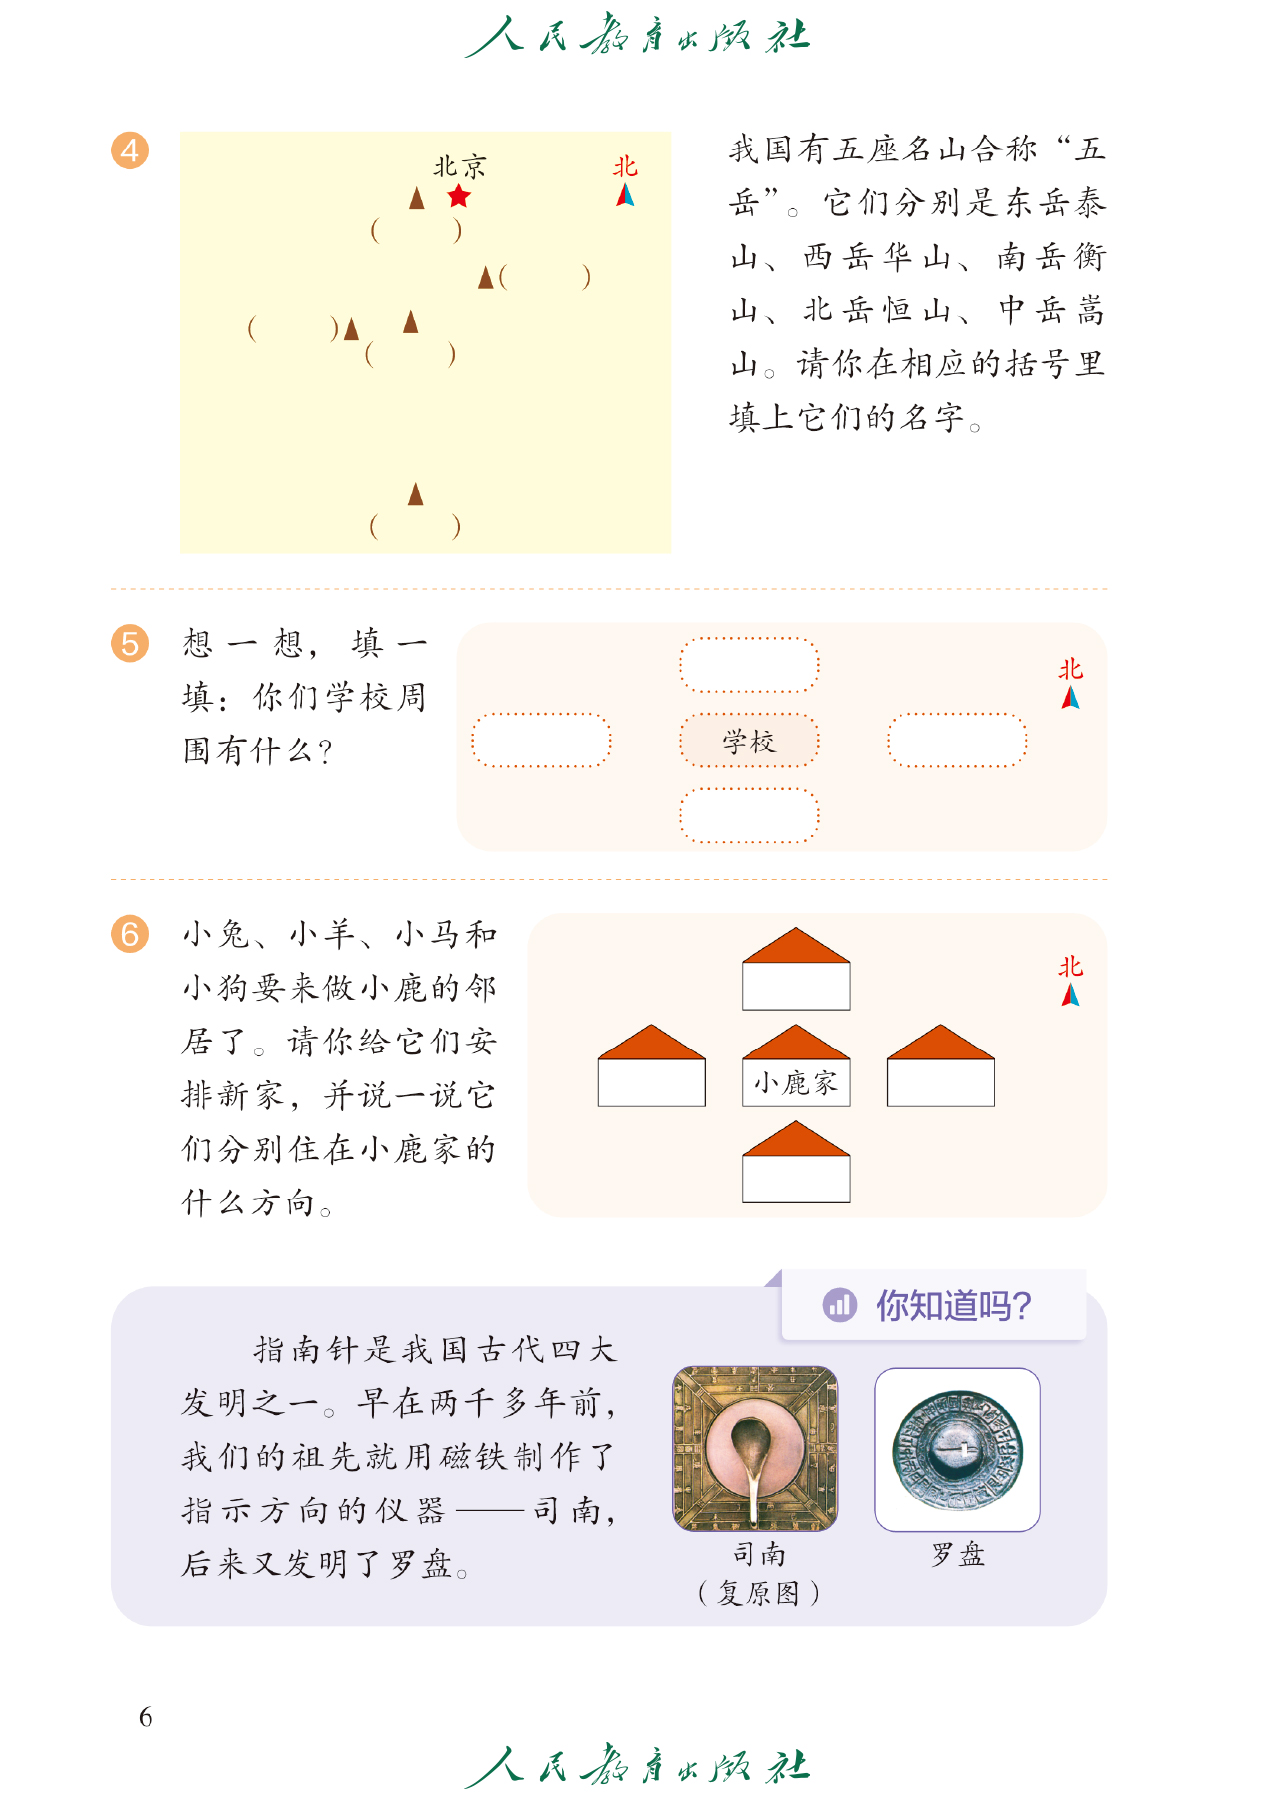 人民教育出版社
4
北京
北
(  )
(  )
(  )
(  )
(  )
我国有五座名山合称“五
岳”。它们分别是东岳泰
山、西岳华山、南岳衡
山、北岳恒山、中岳嵩
山。请你在相应的括号里
填上它们的名字。
5
想一想，填一
填：你们学校周
围有什么？
北
学校
6
小兔、小羊、小马和
小狗要来做小鹿的邻
居了。请你给它们安
排新家，并说一说它
们分别住在小鹿家的
什么方向。
北
小鹿家
你知道吗？
指南针是我国古代四大
发明之一。早在两千多年前，
我们的祖先就用磁铁制作了
指示方向的仪器——司南，
后来又发明了罗盘。
司南
（复原图）
罗盘
6
人民教育出版社